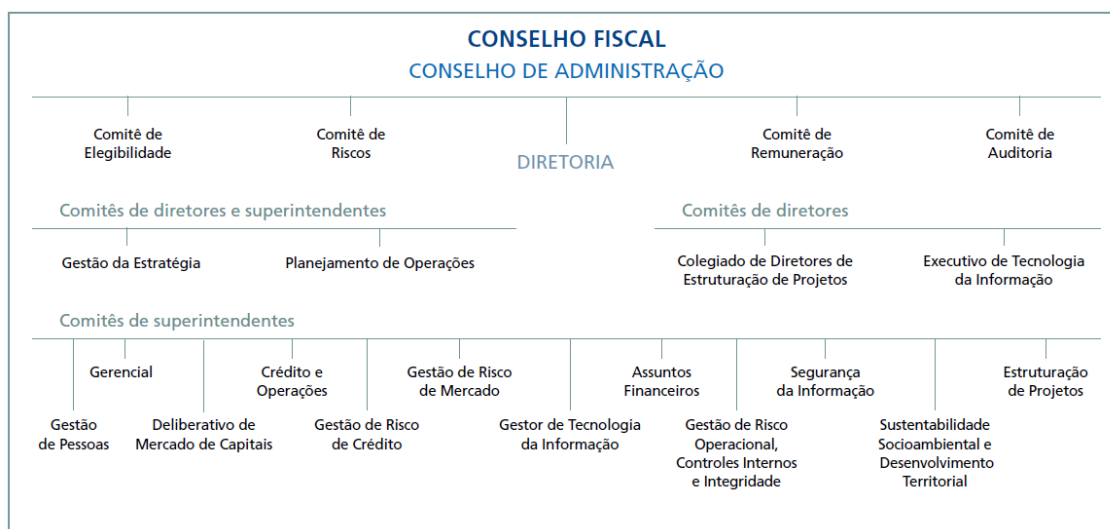 CONSELHO FISCAL
CONSELHO DE ADMINISTRAÇÃO
Comitê de
Elegibilidade
Comitê de
Riscos
DIRETORIA
Comitê de
Remuneração
Comitê de
Auditoria
Comitês de diretores e superintendentes
Gestão da Estratégia
Planejamento de Operações
Comitês de diretores
Colegiado de Diretores de
Estruturação de Projetos
Executivo de Tecnologia
da Informação
Comitês de superintendentes
Gerencial
Crédito e
Operações
Gestão de Risco
de Mercado
Assuntos
Financeiros
Segurança
da Informação
Estruturação
de Projetos
Gestão
de Pessoas
Deliberativo de
Mercado de Capitais
Gestão de Risco
de Crédito
Gestor de Tecnologia
da Informação
Gestão de Risco
Operacional,
Controles Internos
e Integridade
Sustentabilidade
Socioambiental e
Desenvolvimento
Territorial